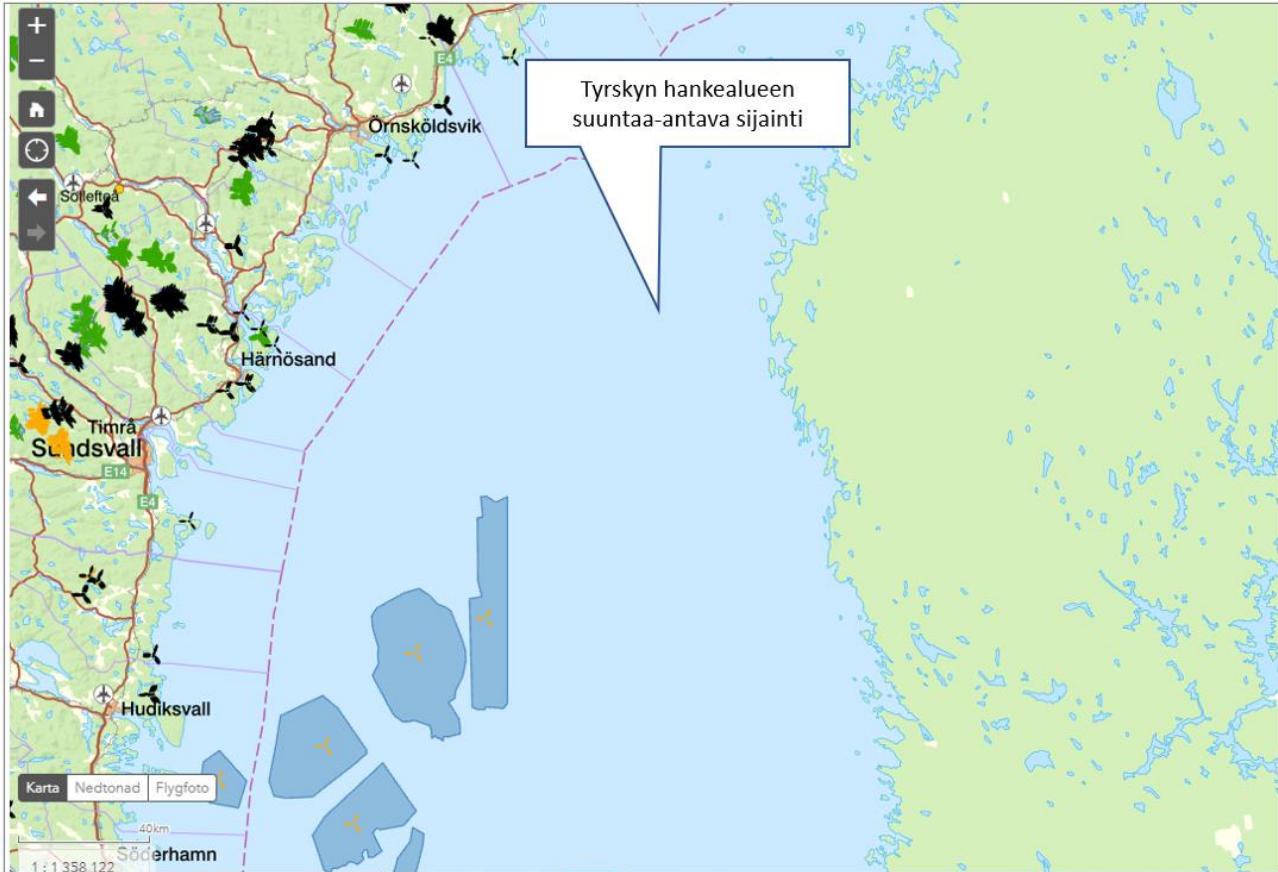 +
−
E4
Tyrskyn hankealueen
suuntaa-antava sijainti
Örnsköldsvik
Sollefteå
Härnösand
Timrå
Sundsvall
E14
E4
Hudiksvall
Karta Nedtonad Flygfoto
40km
Söderhamn
1 : 1 358 122